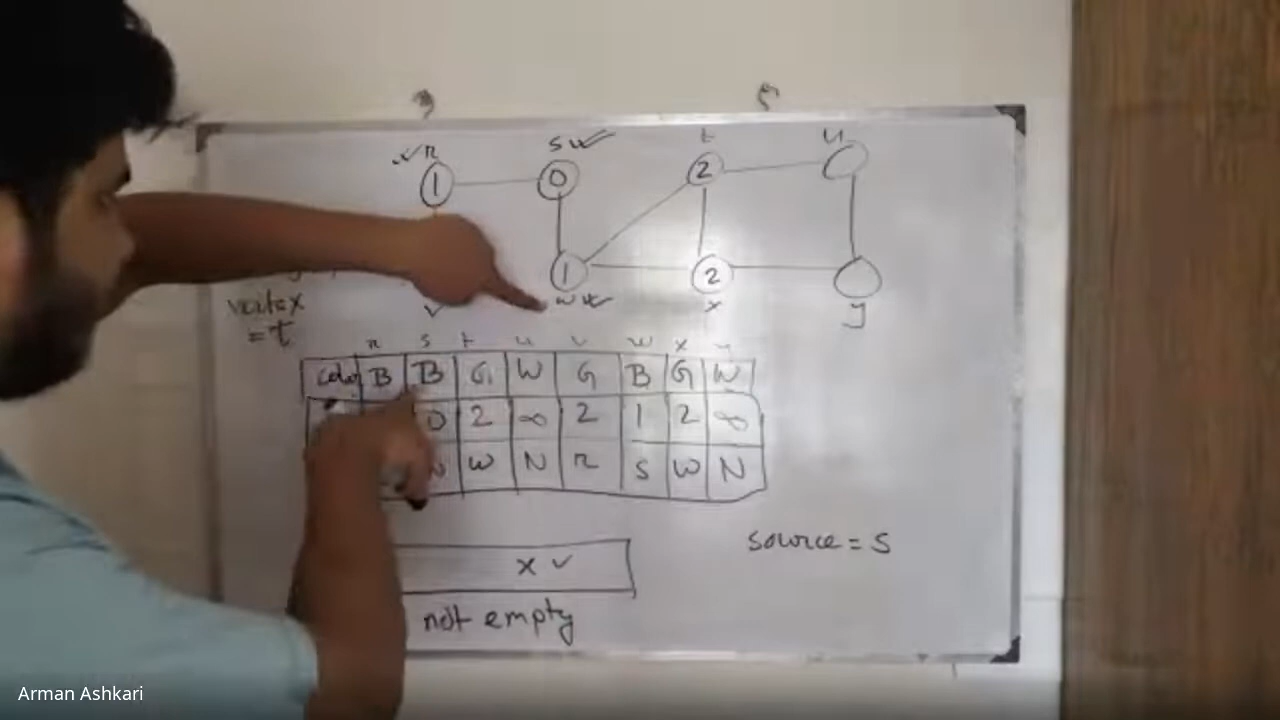 ✓ R S w✓ t u
1 0 2
1 2
vertex w✓ x y
= t
r s t u v w x y
Color B B G W G B G W
0 2 ∞ 2 1 2 ∞
N W N R S W N
source = S
x v
not empty
Arman Ashkari